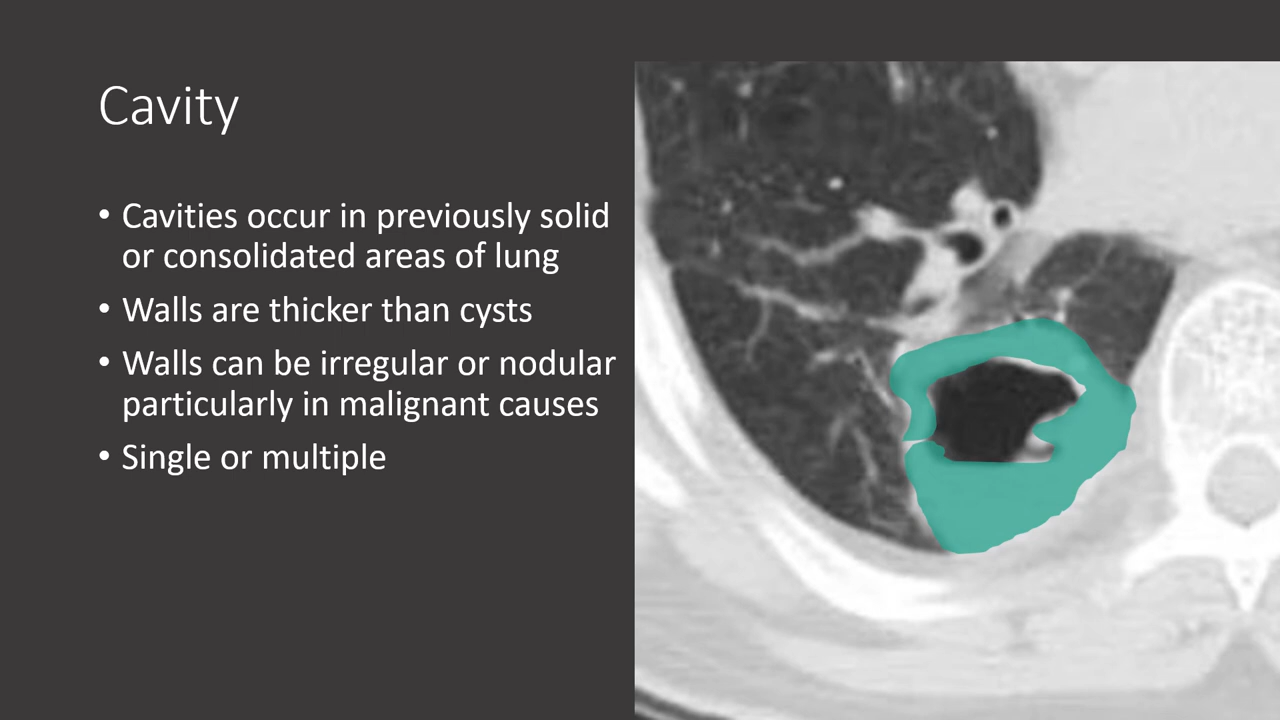 Cavity
• Cavities occur in previously solid
or consolidated areas of lung
• Walls are thicker than cysts
• Walls can be irregular or nodular
particularly in malignant causes
• Single or multiple